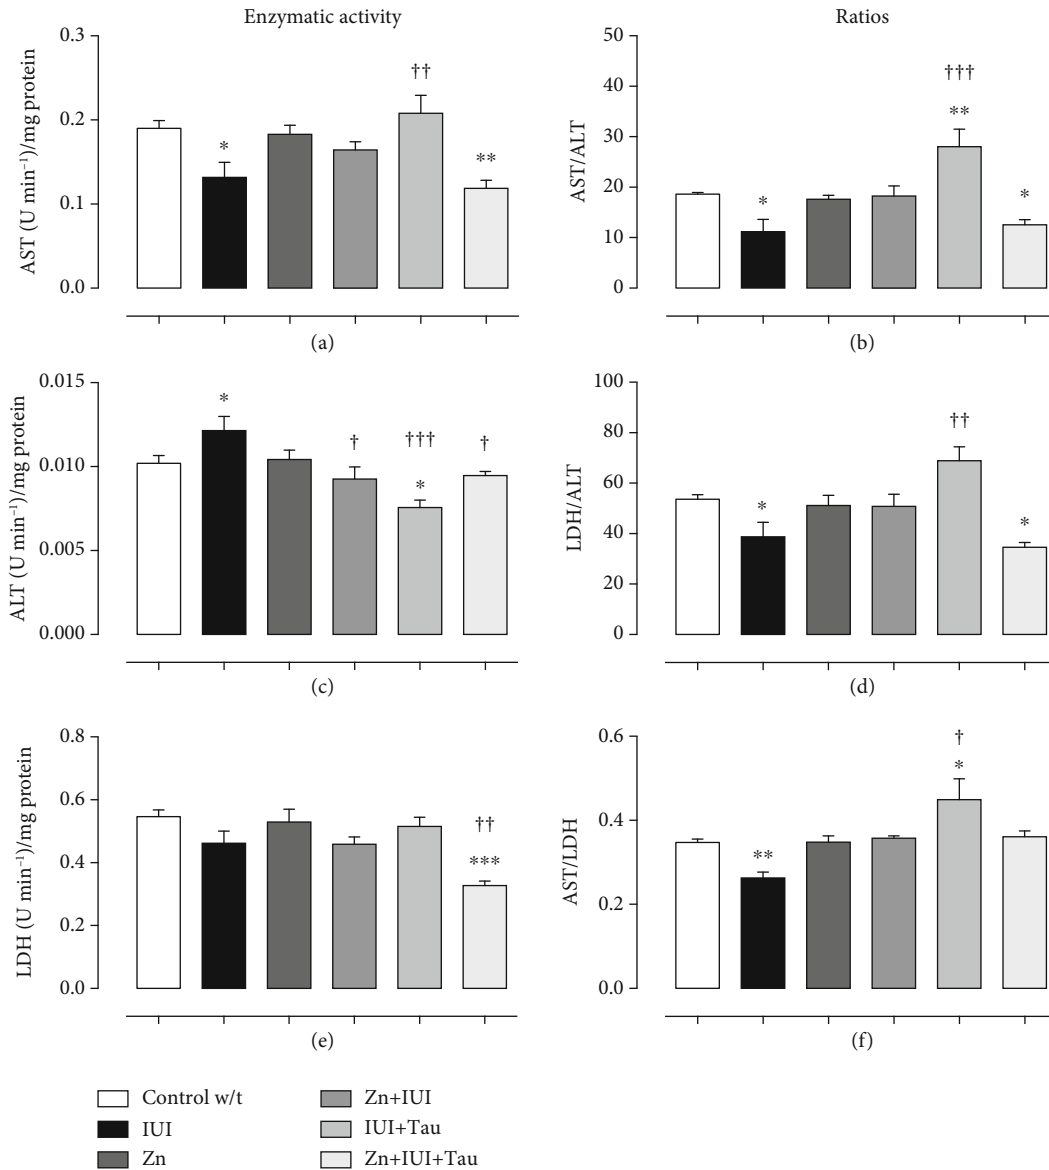 Enzymatic activity
Ratios
AST (U min⁻¹)/mg protein
0.3
0.2
0.1
0.0
*
††
**
(a)
AST/ALT
50
40
30
20
10
0
*
†††
**
*
(b)
ALT (U min⁻¹)/mg protein
0.015
0.010
0.005
0.000
*
†
†††
*
†
(c)
LDH/ALT
100
80
60
40
20
0
*
††
*
(d)
LDH (U min⁻¹)/mg protein
0.8
0.6
0.4
0.2
0.0
††
***
(e)
AST/LDH
0.6
0.4
0.2
0.0
**
†
*
(f)
Control w/t
IUI
Zn
Zn+IUI
IUI+Tau
Zn+IUI+Tau